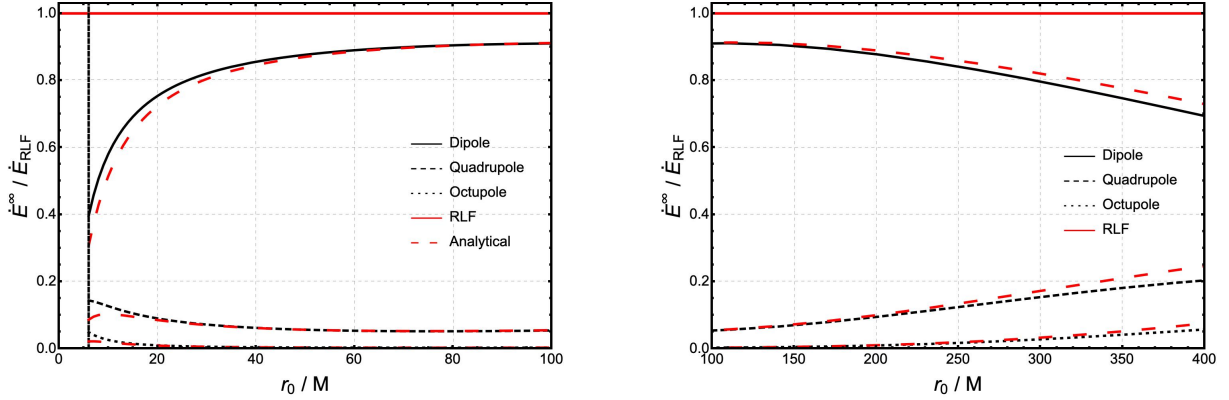 1.0
0.8
0.6
0.4
0.2
0.0
Ė^∞ / Ė_RLF
Dipole
Quadrupole
Octupole
RLF
Analytical
0 20 40 60 80 100
r₀ / M
1.0
0.8
0.6
0.4
0.2
0.0
Ė^∞ / Ė_RLF
Dipole
Quadrupole
Octupole
RLF
100 150 200 250 300 350 400
r₀ / M